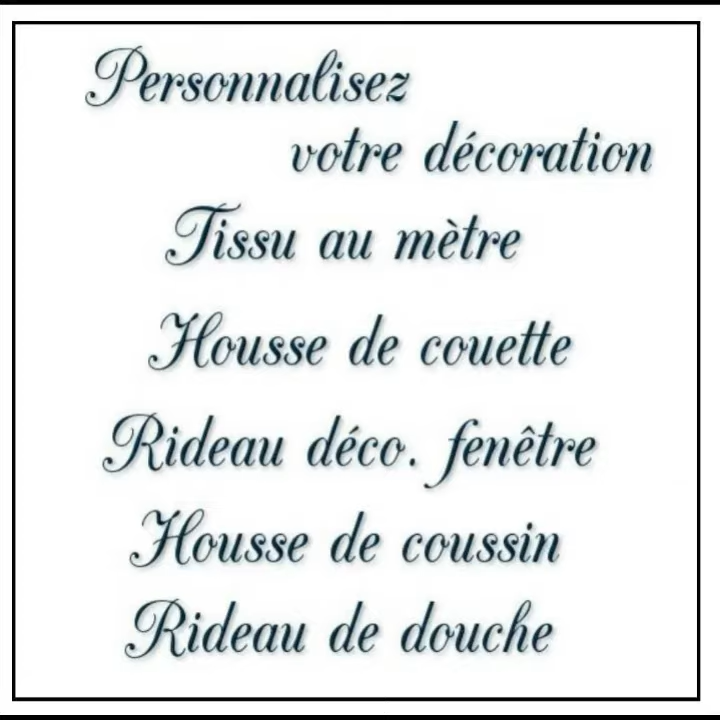 Personnalisez
votre décoration
Tissu au mètre
Housse de couette
Rideau déco. fenêtre
Housse de coussin
Rideau de douche